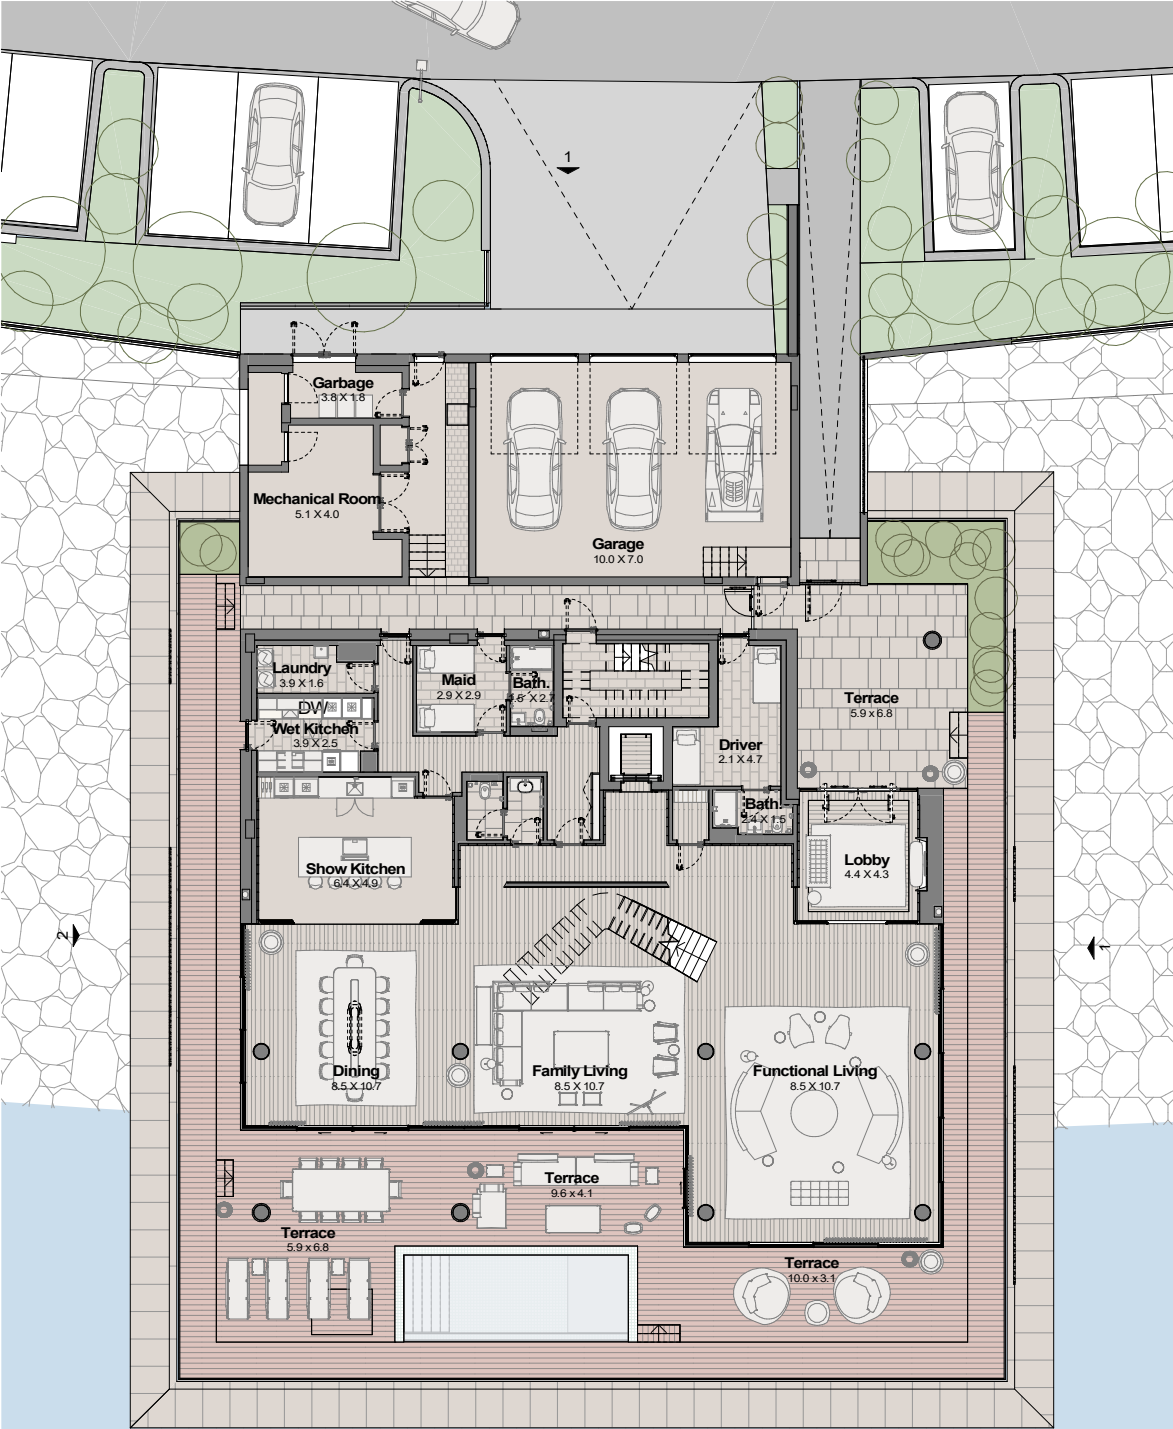 1
Garbage
3.8 X 1.8
Mechanical Room
5.1 X 4.0
Garage
10.0 X 7.0
Laundry
3.9 X 1.6
Maid
2.9 X 2.9
Bath.
DW
Wet Kitchen
3.9 X 2.5
Driver
2.1 X 4.7
Terrace
5.9 x 6.8
Bath.
2.4 X 1.5
Show Kitchen
6.4 X 4.9
Lobby
4.4 X 4.3
2
1
Dining
8.5 X 10.7
Family Living
8.5 X 10.7
Functional Living
8.5 X 10.7
Terrace
9.6 x 4.1
Terrace
5.9 x 6.8
Terrace
10.0 x 3.1